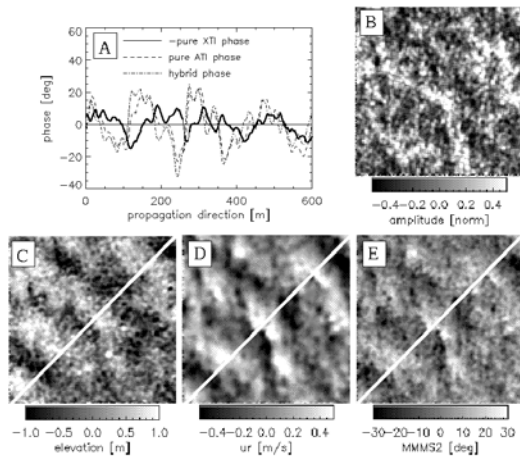 A
-pure XTI phase
pure ATI phase
hybrid phase
60
40
20
0
-20
-40
phase [deg]
0 200 400 600
propagation direction [m]
B
-0.4-0.2 0.0 0.2 0.4
amplitude [norm]
C
-1.0 -0.5 0.0 0.5 1.0
elevation [m]
D
-0.4-0.2 0.0 0.2 0.4
ur [m/s]
E
-30-20-10 0 10 20 30
MMMS2 [deg]